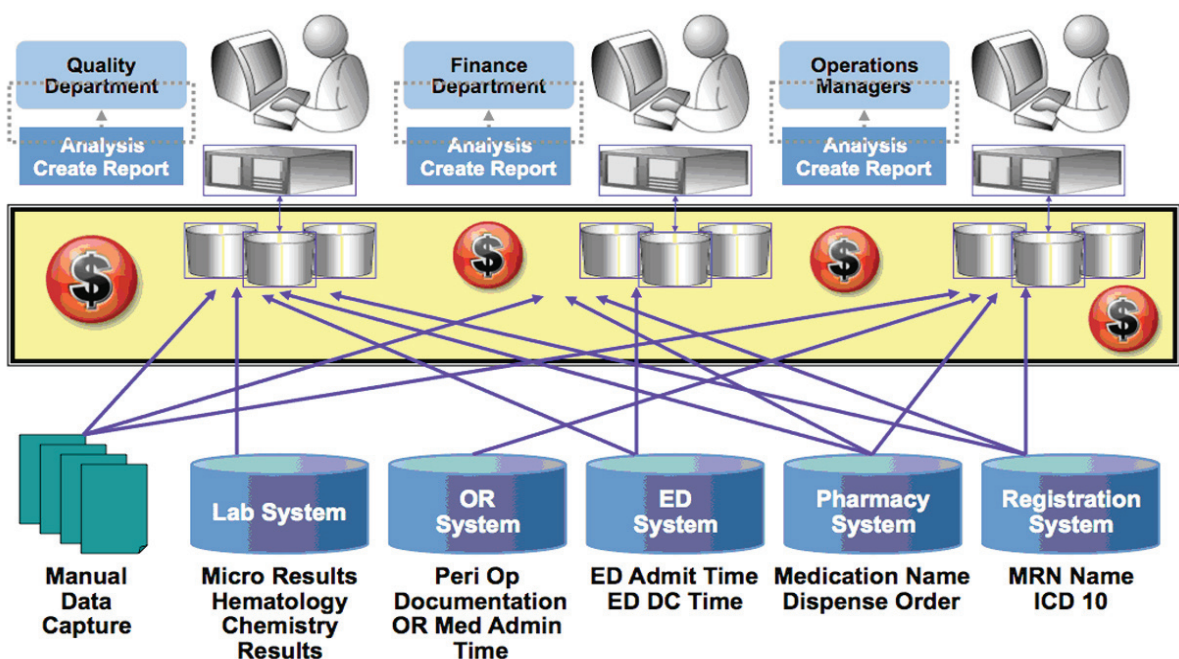 Quality
Department
Analysis
Create Report
Finance
Department
Analysis
Create Report
Operations
Managers
Analysis
Create Report
$
$
$
$
Lab System
OR
System
ED
System
Pharmacy
System
Registration
System
Manual
Data
Capture
Micro Results
Hematology
Chemistry
Results
Peri Op
Documentation
OR Med Admin
Time
ED Admit Time
ED DC Time
Medication Name
Dispense Order
MRN Name
ICD 10